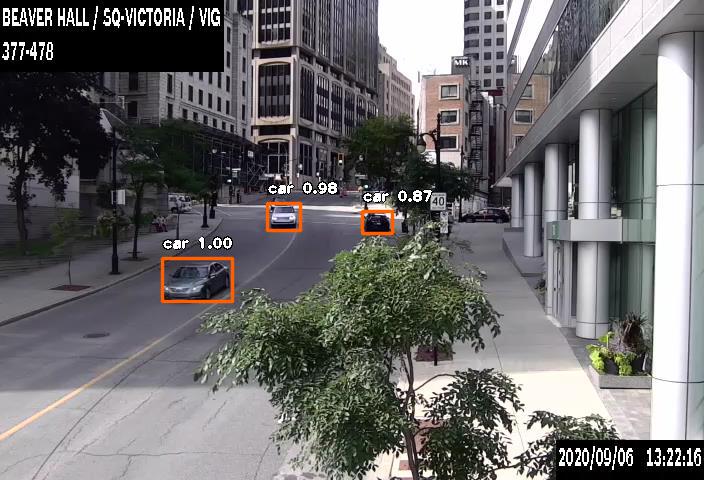 BEAVER HALL / SQ-VICTORIA / VIG
377-478
MK
car 0.98
car 0.87
40
car 1.00
2020/09/06 13:22:16